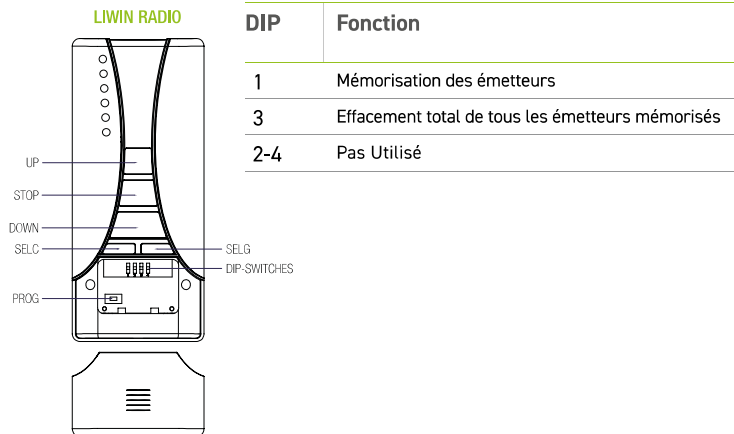 LIWIN RADIO
UP
STOP
DOWN
SELC
SELG
DIP-SWITCHES
PROG
DIP Fonction
1 Mémorisation des émetteurs
3 Effacement total de tous les émetteurs mémorisés
2-4 Pas Utilisé